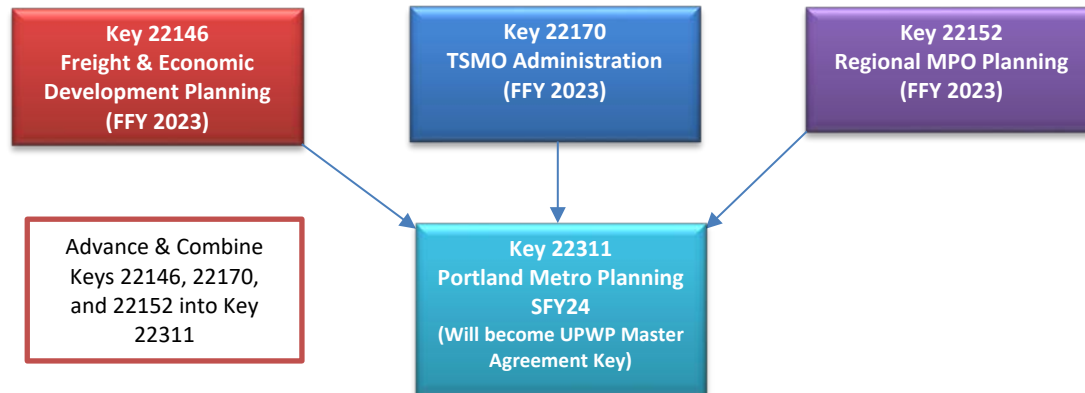 Key 22146
Freight & Economic
Development Planning
(FFY 2023)
Key 22170
TSMO Administration
(FFY 2023)
Key 22152
Regional MPO Planning
(FFY 2023)
Advance & Combine
Keys 22146, 22170,
and 22152 into Key
22311
Key 22311
Portland Metro Planning
SFY24
(Will become UPWP Master
Agreement Key)